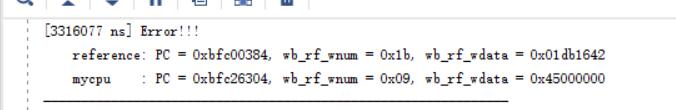 [3316077 ns] Error!!!
reference: PC = 0xbfc00384, wb_rf_wnum = 0x1b, wb_rf_wdata = 0x01db1642
mycpu    : PC = 0xbfc26304, wb_rf_wnum = 0x09, wb_rf_wdata = 0x45000000